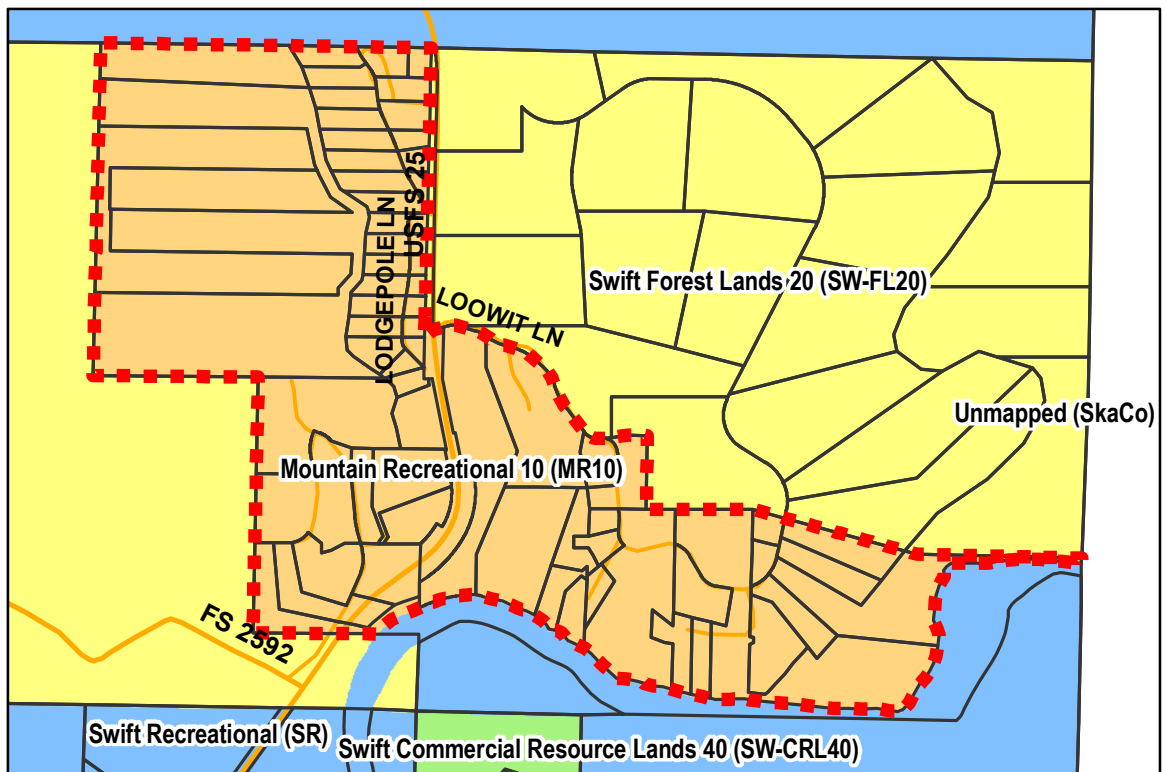 USFS 25
LODGEPOLE LN
Swift Forest Lands 20 (SW-FL20)
LOOWIT LN
Unmapped (SkaCo)
Mountain Recreational 10 (MR10)
FS 2592
Swift Recreational (SR)
Swift Commercial Resource Lands 40 (SW-CRL40)